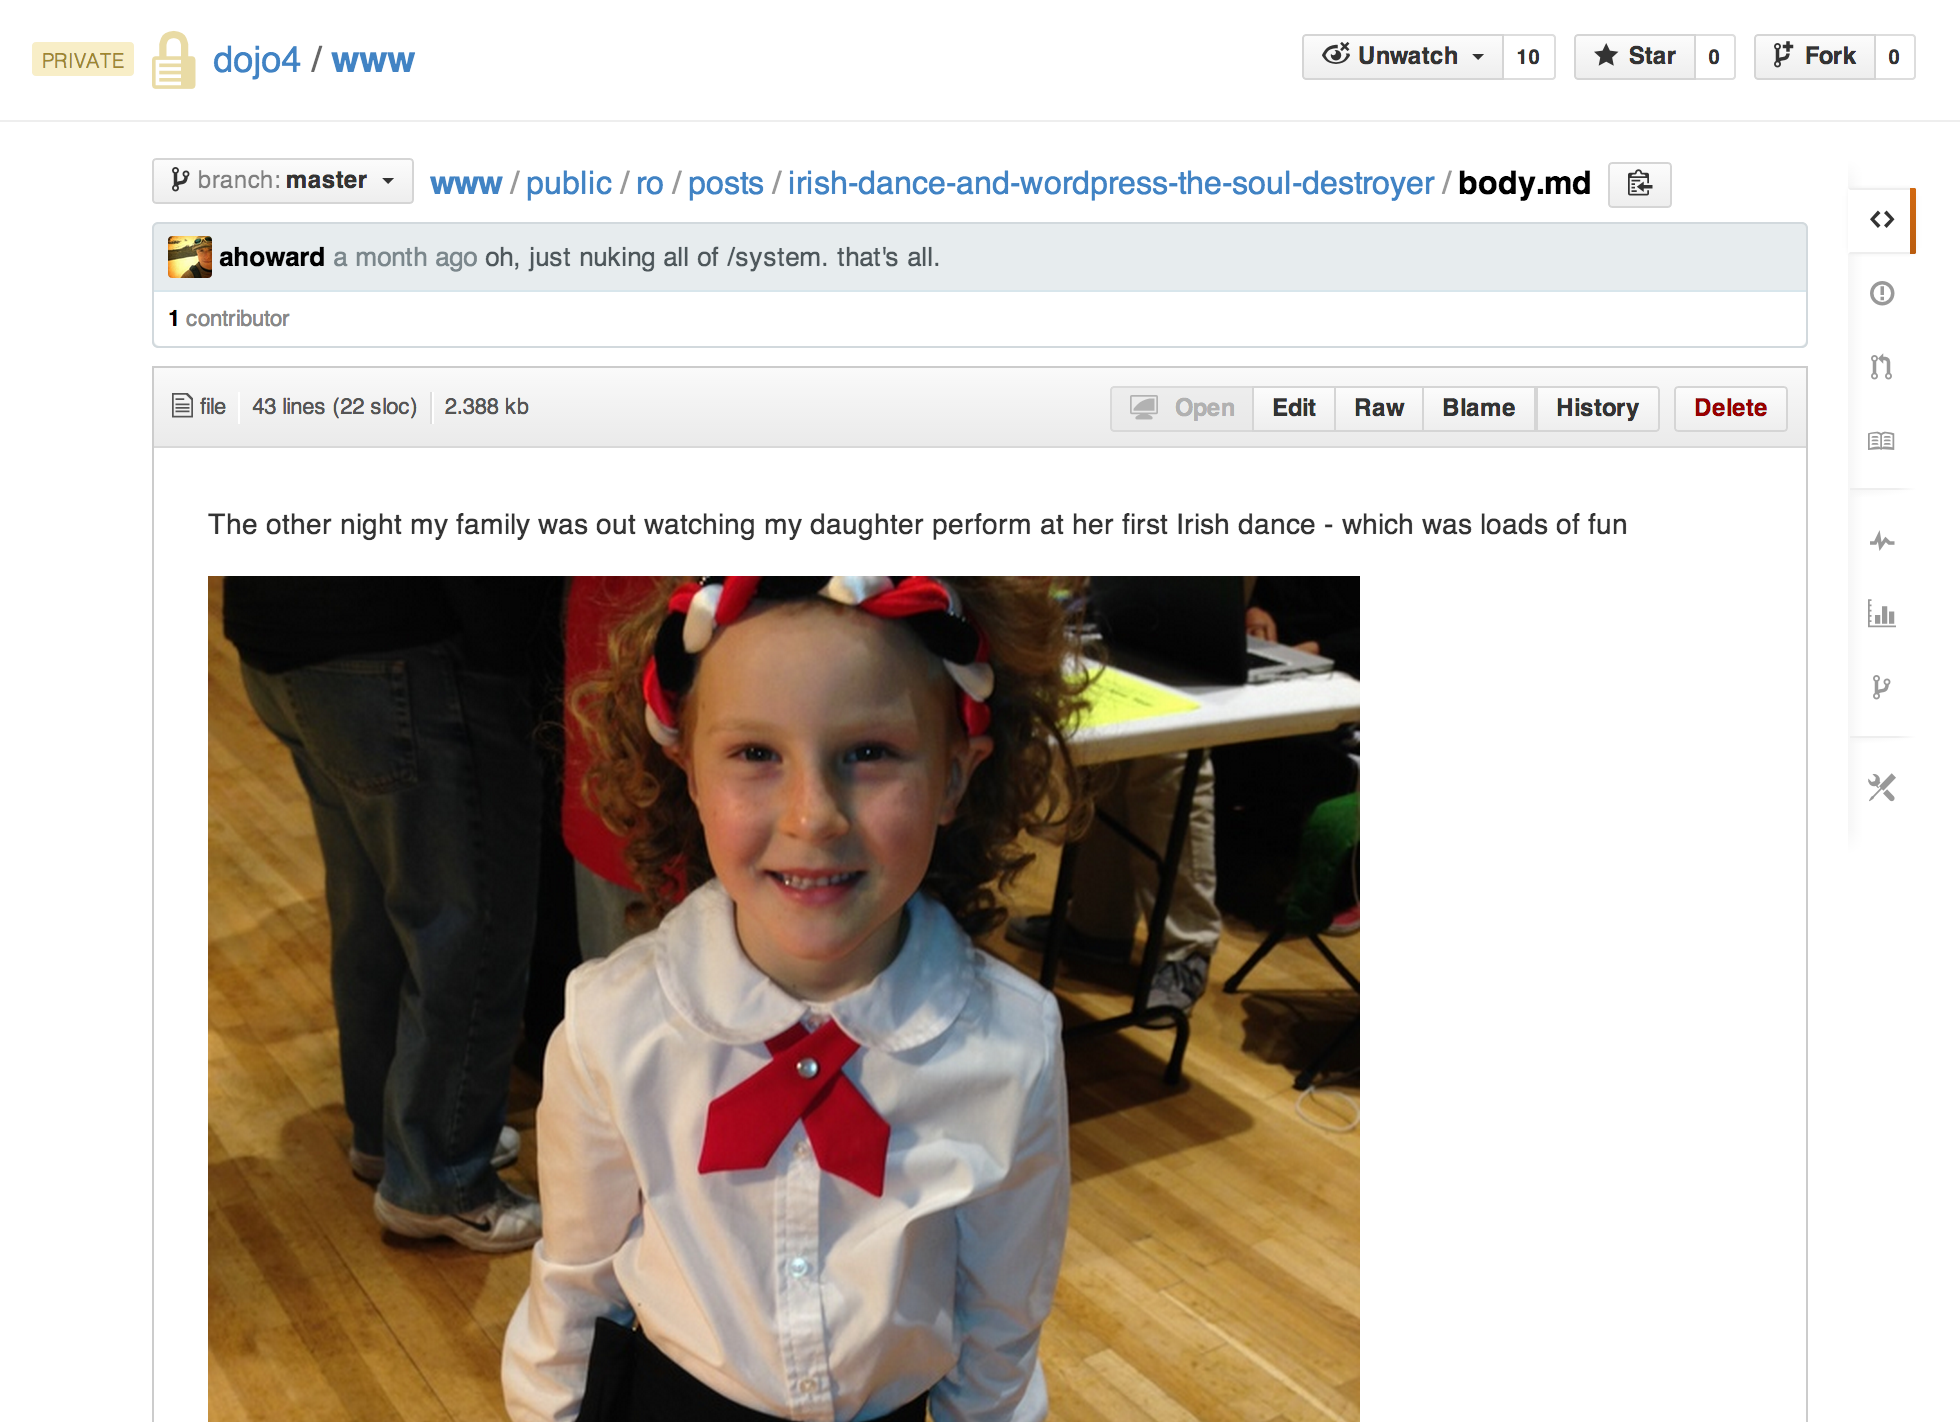 PRIVATE dojo4 / www Unwatch 10 Star 0 Fork 0
branch: master www / public / ro / posts / irish-dance-and-wordpress-the-soul-destroyer / body.md
ahoward a month ago oh, just nuking all of /system. that's all.
1 contributor
file 43 lines (22 sloc) 2.388 kb Open Edit Raw Blame History Delete
The other night my family was out watching my daughter perform at her first Irish dance - which was loads of fun